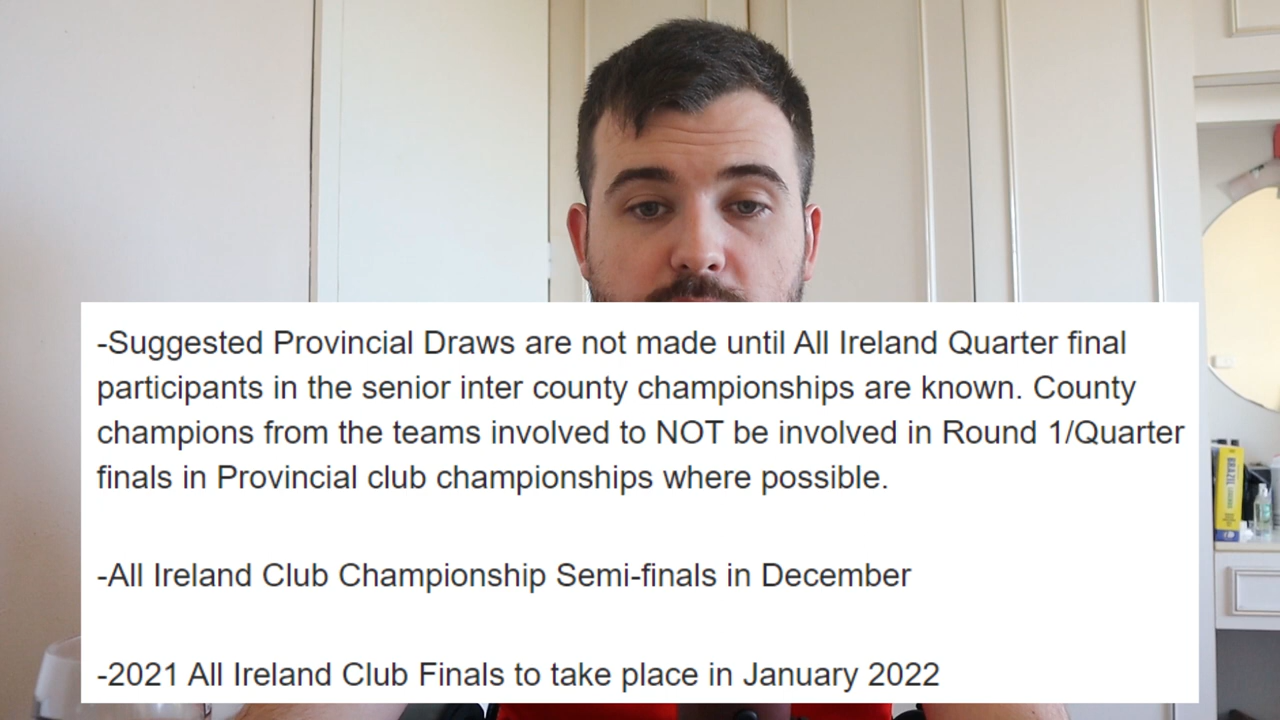 -Suggested Provincial Draws are not made until All Ireland Quarter final
participants in the senior inter county championships are known. County
champions from the teams involved to NOT be involved in Round 1/Quarter
finals in Provincial club championships where possible.
-All Ireland Club Championship Semi-finals in December
-2021 All Ireland Club Finals to take place in January 2022
BRAZIL